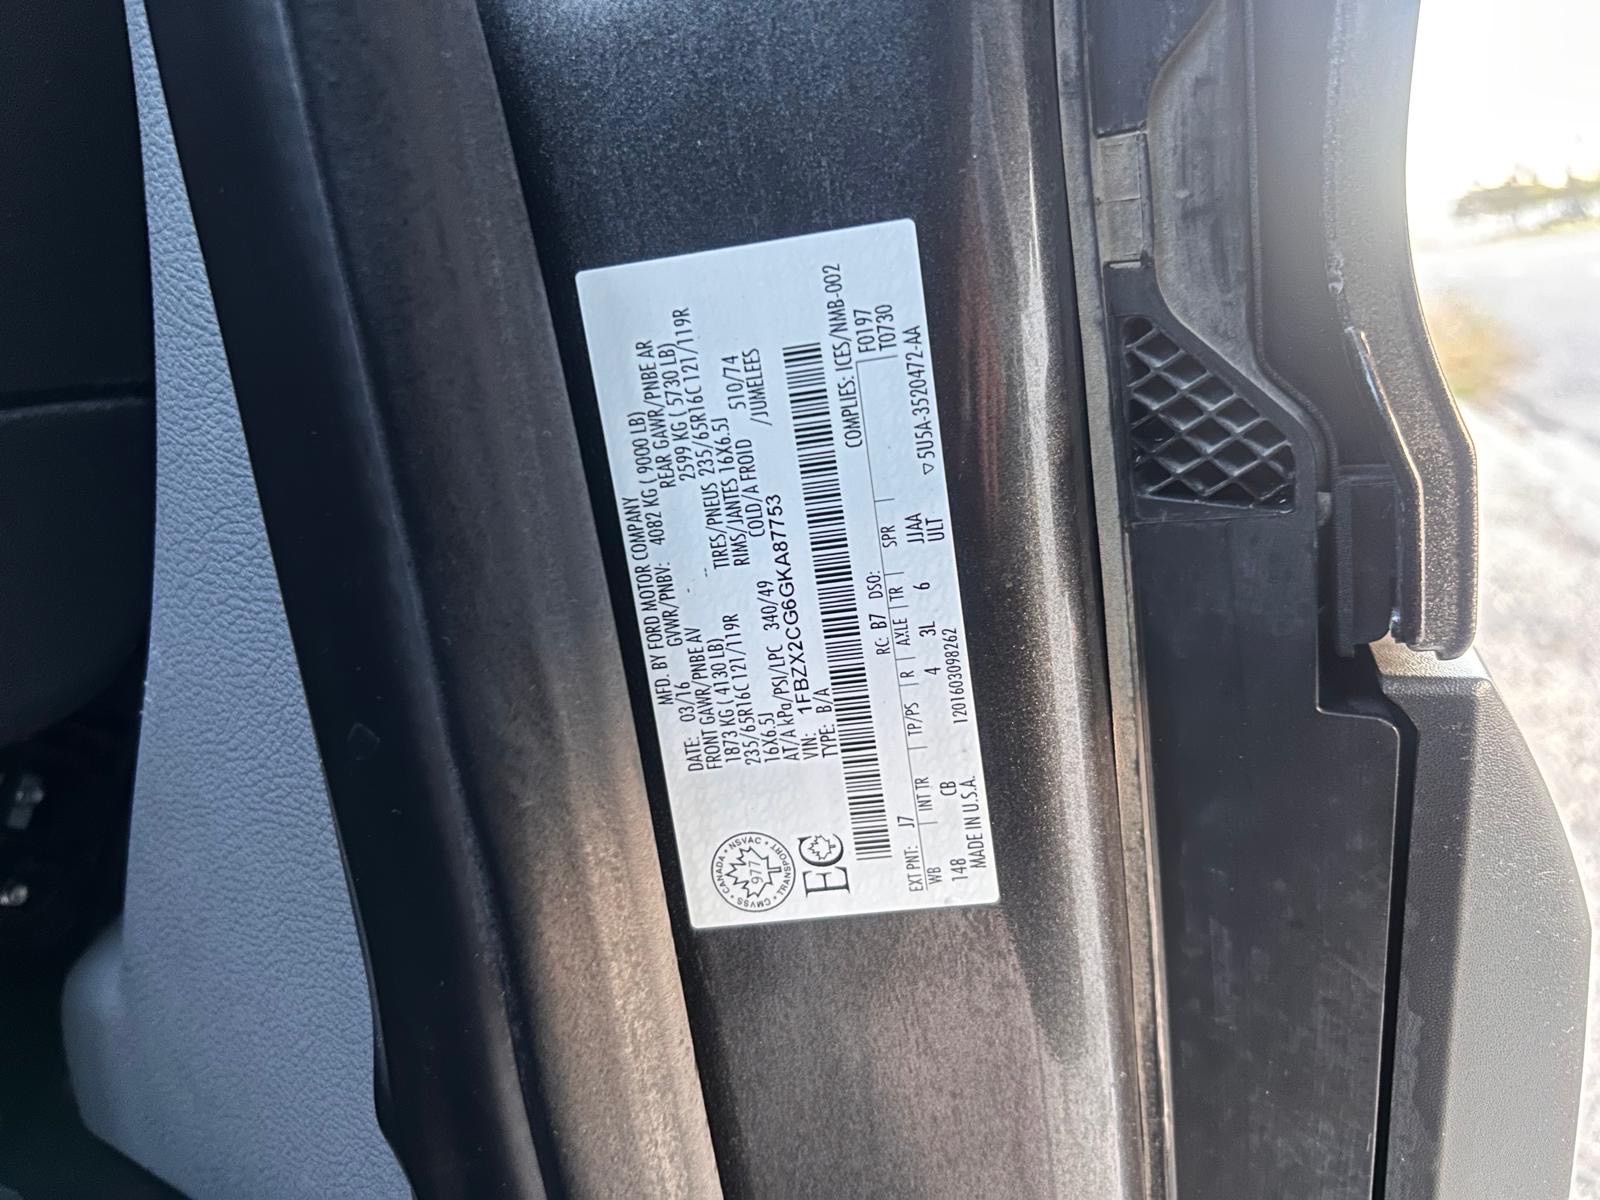 MFD. BY FORD MOTOR COMPANY
DATE: 03/16 GVWR/PNBV: 4082 KG ( 9000 LB)
FRONT GAWR/PNBE AV REAR GAWR/PNBE AR
1873 KG ( 4130 LB) 2599 KG ( 5730 LB)
235/65R16C 121/119R TIRES/PNEUS 235/65R16C 121/119R
16X6.5J RIMS/JANTES 16X6.5J
AT/A kPa/PSI/LPC 340/49 COLD/A FROID 510/74
VIN: 1FBZX2CG6GKA87753 /JUMELEES
TYPE: B/A
COMPLIES: ICES/NMB-002
RC: B7 DSO: F0197
EXT PNT: J7 T0730
WB INT TR TP/PS R AXLE TR SPR
148 CB 4 3L 6 JJAA
ULT
▽5U5A-3520472-AA
MADE IN U.S.A. 1201603098262
CANADA • NSVAC • TRANSPORT • CMVSS •
977
EC